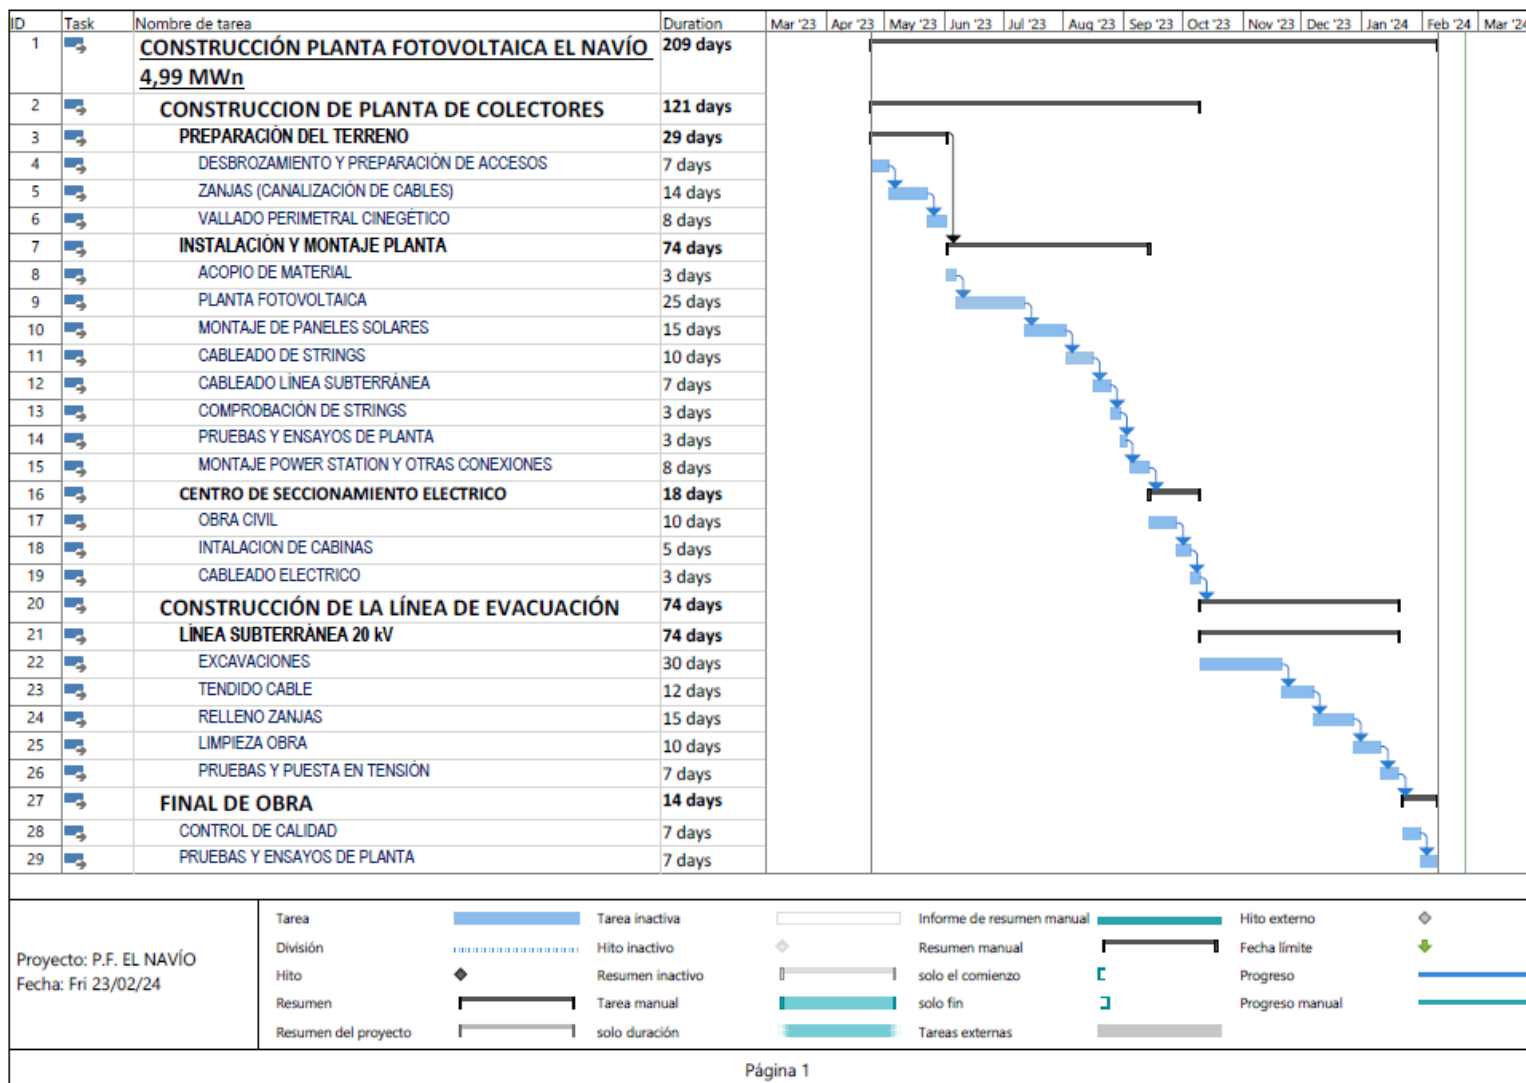 ID Task Nombre de tarea Duration Mar '23 Apr '23 May '23 Jun '23 Jul '23 Aug '23 Sep '23 Oct '23 Nov '23 Dec '23 Jan '24 Feb '24 Mar '24
1 CONSTRUCCIÓN PLANTA FOTOVOLTAICA EL NAVÍO 209 days
4,99 MWn
2 CONSTRUCCION DE PLANTA DE COLECTORES 121 days
3 PREPARACIÓN DEL TERRENO 29 days
4 DESBROZAMIENTO Y PREPARACIÓN DE ACCESOS 7 days
5 ZANJAS (CANALIZACIÓN DE CABLES) 14 days
6 VALLADO PERIMETRAL CINEGÉTICO 8 days
7 INSTALACIÓN Y MONTAJE PLANTA 74 days
8 ACOPIO DE MATERIAL 3 days
9 PLANTA FOTOVOLTAICA 25 days
10 MONTAJE DE PANELES SOLARES 15 days
11 CABLEADO DE STRINGS 10 days
12 CABLEADO LÍNEA SUBTERRÁNEA 7 days
13 COMPROBACIÓN DE STRINGS 3 days
14 PRUEBAS Y ENSAYOS DE PLANTA 3 days
15 MONTAJE POWER STATION Y OTRAS CONEXIONES 8 days
16 CENTRO DE SECCIONAMIENTO ELECTRICO 18 days
17 OBRA CIVIL 10 days
18 INTALACION DE CABINAS 5 days
19 CABLEADO ELECTRICO 3 days
20 CONSTRUCCIÓN DE LA LÍNEA DE EVACUACIÓN 74 days
21 LÍNEA SUBTERRÁNEA 20 kV 74 days
22 EXCAVACIONES 30 days
23 TENDIDO CABLE 12 days
24 RELLENO ZANJAS 15 days
25 LIMPIEZA OBRA 10 days
26 PRUEBAS Y PUESTA EN TENSIÓN 7 days
27 FINAL DE OBRA 14 days
28 CONTROL DE CALIDAD 7 days
29 PRUEBAS Y ENSAYOS DE PLANTA 7 days
Proyecto: P.F. EL NAVÍO
Fecha: Fri 23/02/24
Tarea Tarea inactiva Informe de resumen manual Hito externo
División Hito inactivo Resumen manual Fecha límite
Hito Resumen inactivo solo el comienzo Progreso
Resumen Tarea manual solo fin Progreso manual
Resumen del proyecto solo duración Tareas externas
Página 1